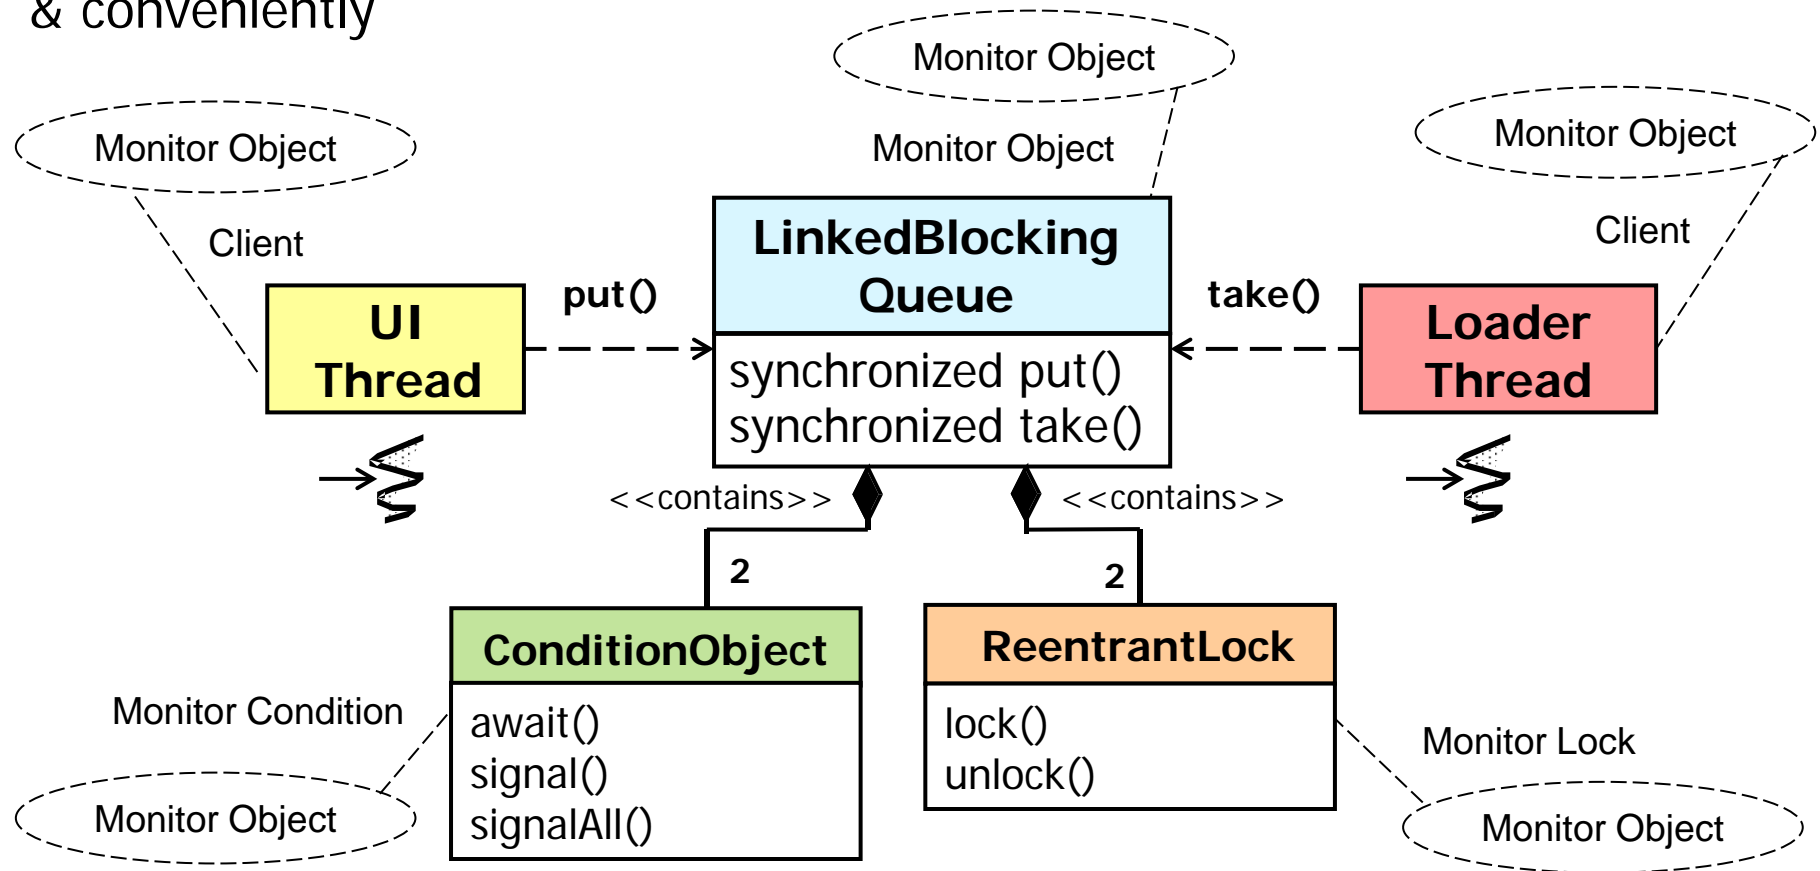 & conveniently
Monitor Object
Monitor Object
Monitor Object
Monitor Object
Client
Client
LinkedBlocking
Queue
put()
take()
UI
Thread
Loader
Thread
synchronized put()
synchronized take()
<<contains>>
<<contains>>
2
2
ConditionObject
ReentrantLock
Monitor Condition
await()
signal()
signalAll()
lock()
unlock()
Monitor Lock
Monitor Object
Monitor Object